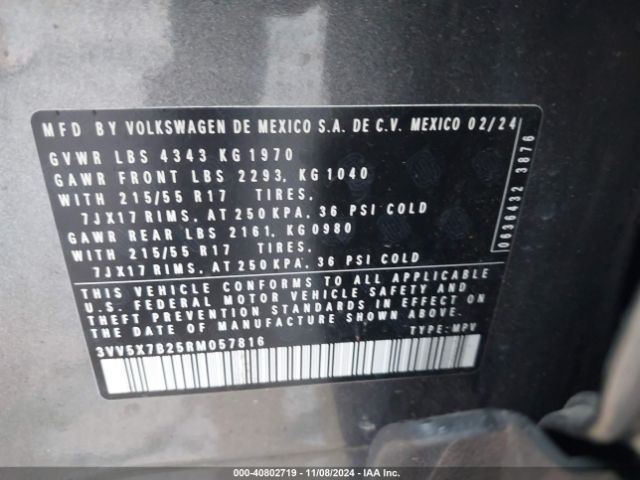 MFD BY VOLKSWAGEN DE MEXICO S.A. DE C.V. MEXICO 02/24
GVWR LBS 4343 KG 1970
GAWR FRONT LBS 2293, KG 1040
WITH 215/55 R17 TIRES,
7JX17 RIMS, AT 250 KPA, 36 PSI COLD
GAWR REAR LBS 2161, KG 0980
WITH 215/55 R17 TIRES,
7JX17 RIMS, AT 250 KPA, 36 PSI COLD
THIS VEHICLE CONFORMS TO ALL APPLICABLE
U.S. FEDERAL MOTOR VEHICLE SAFETY AND
THEFT PREVENTION STANDARDS IN EFFECT ON
THE DATE OF MANUFACTURE SHOWN ABOVE.
3VV5X7B25RM057816 TYPE: MPV
0636432 3876
000-40802719 - 11/08/2024 - IAA Inc.